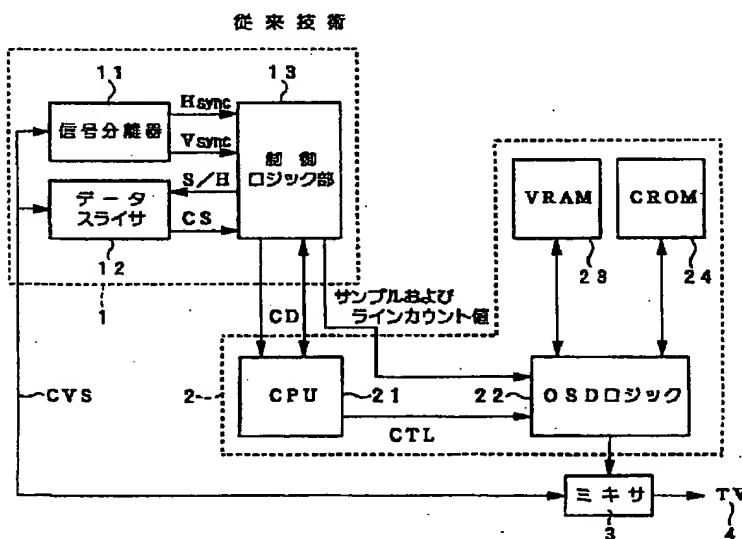 従来技術
11
13
信号分離器
Hsync
Vsync
制御
ロジック部
データ
スライサ
S/H
CS
12
1
VRAM
CROM
23
24
サンプルおよび
ラインカウント値
CD
CPU
21
2
22
OSDロジック
CTL
CVS
ミキサ
3
TV
4